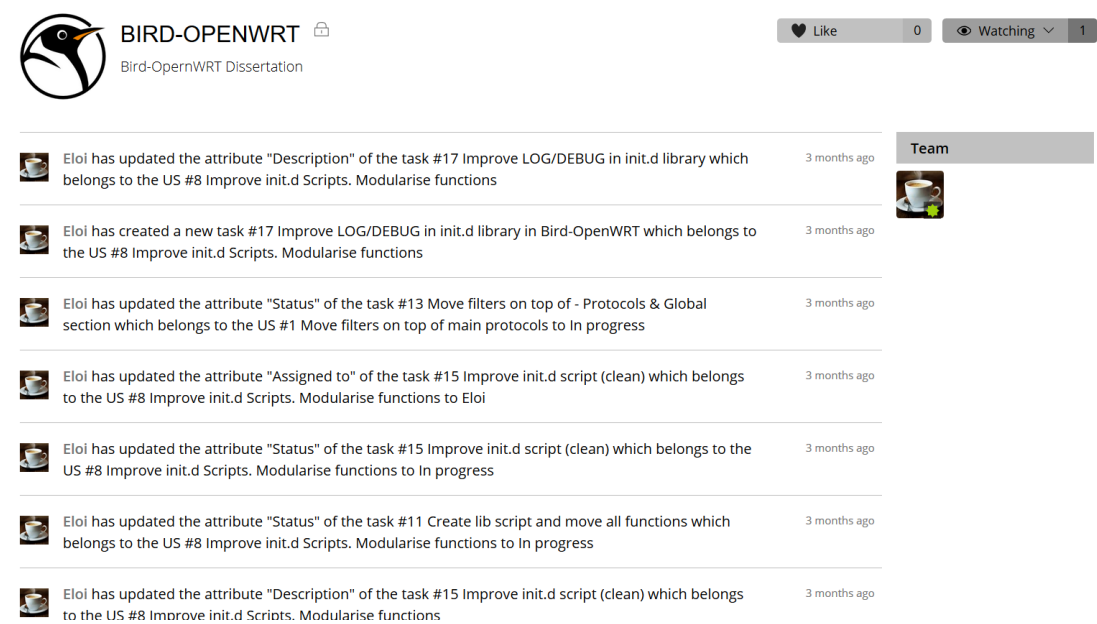 BIRD-OPENWRT
Bird-OpernWRT Dissertation
Like 0
Watching 1
Eloi has updated the attribute "Description" of the task #17 Improve LOG/DEBUG in init.d library which
belongs to the US #8 Improve init.d Scripts. Modularise functions
3 months ago
Eloi has created a new task #17 Improve LOG/DEBUG in init.d library in Bird-OpenWRT which belongs to
the US #8 Improve init.d Scripts. Modularise functions
3 months ago
Eloi has updated the attribute "Status" of the task #13 Move filters on top of - Protocols & Global
section which belongs to the US #1 Move filters on top of main protocols to In progress
3 months ago
Eloi has updated the attribute "Assigned to" of the task #15 Improve init.d script (clean) which belongs
to the US #8 Improve init.d Scripts. Modularise functions to Eloi
3 months ago
Eloi has updated the attribute "Status" of the task #15 Improve init.d script (clean) which belongs to the
US #8 Improve init.d Scripts. Modularise functions to In progress
3 months ago
Eloi has updated the attribute "Status" of the task #11 Create lib script and move all functions which
belongs to the US #8 Improve init.d Scripts. Modularise functions to In progress
3 months ago
Eloi has updated the attribute "Description" of the task #15 Improve init.d script (clean) which belongs
to the US #8 Improve init.d Scripts. Modularise functions
3 months ago
Team